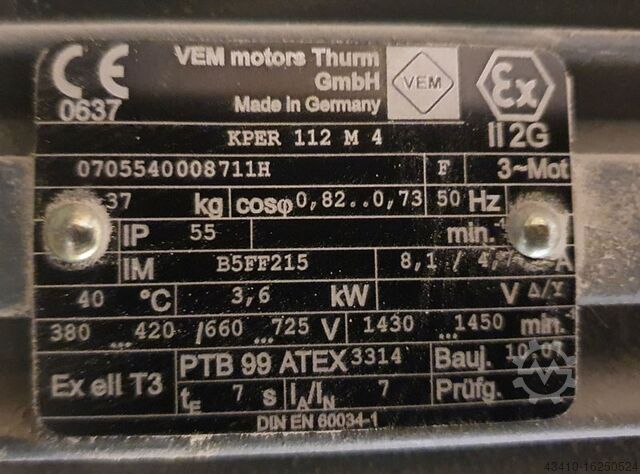 CE VEM motors Thurm
GmbH VEM Ex
0637 Made in Germany
KPER 112 M 4 II 2G
0705540008711H F 3~Mot
37 kg cosφ 0,82..0,73 50 Hz
IP 55 min.
IM B5FF215 8,1 / A
40 °C 3,6 kW V Δ/Y
380 ...420 /660 ...725 V 1430 ...1450 min.
PTB 99 ATEX 3314 Bauj.
Ex eII T3 tE 7 s IA/IN 7 Prüfg.
DIN EN 60034-1
43410-16250524